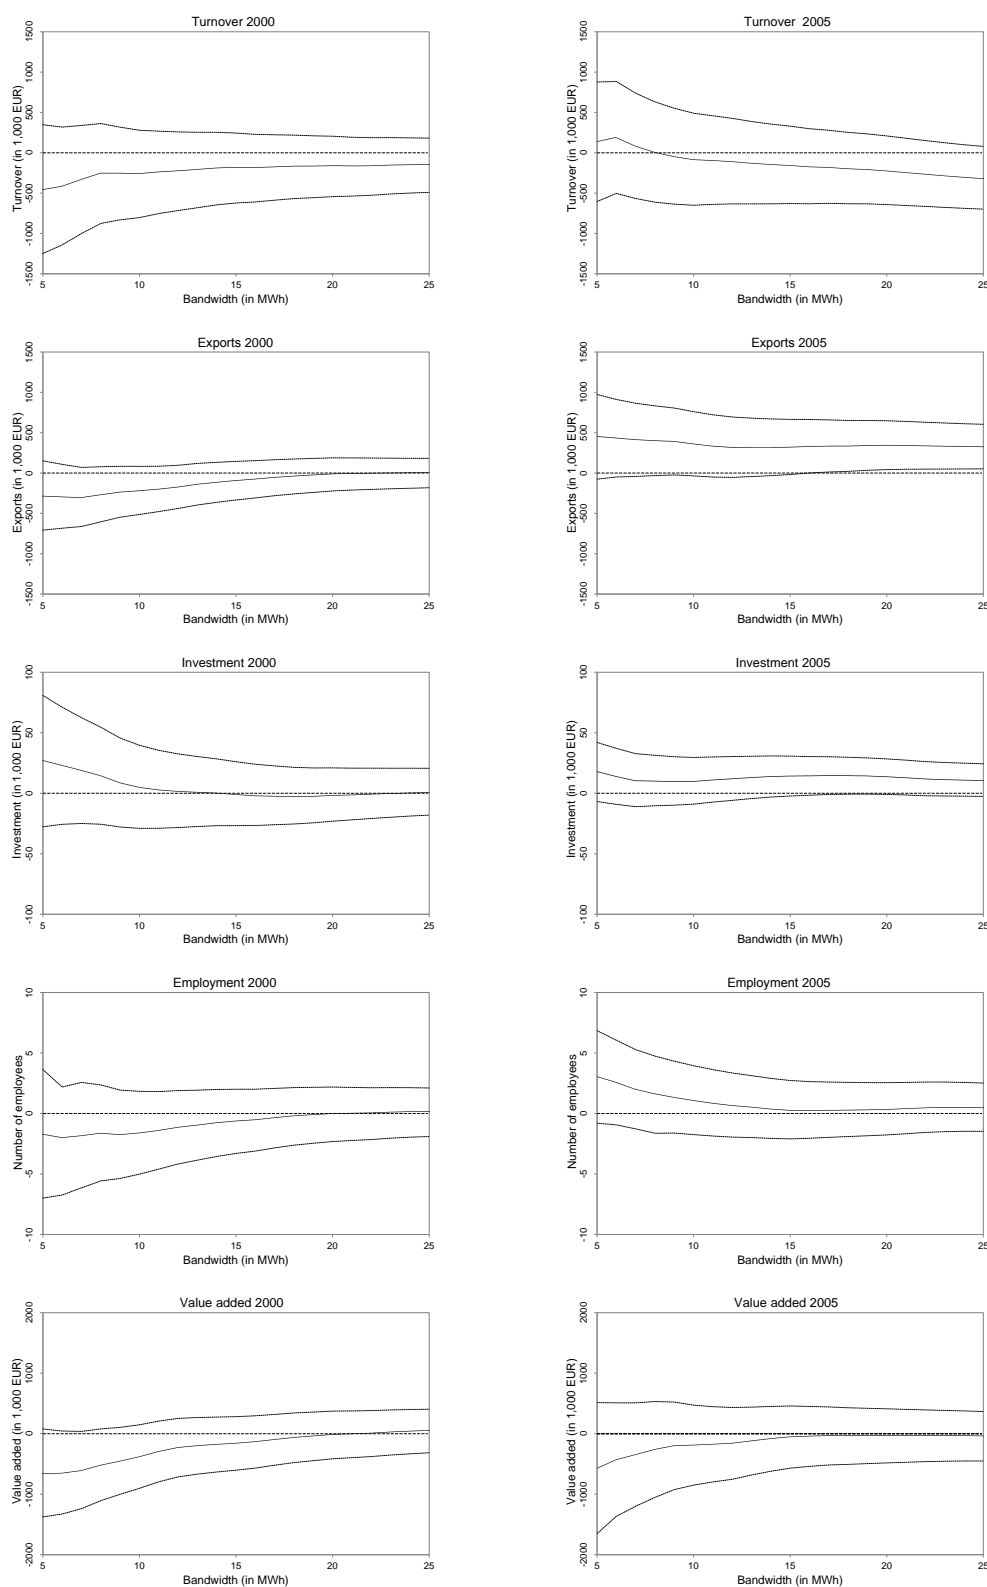 Turnover 2000
Turnover (in 1,000 EUR)
1500
1000
500
0
-500
-1000
-1500
5 10 15 20 25
Bandwidth (in MWh)
Turnover 2005
Turnover (in 1,000 EUR)
1500
1000
500
0
-500
-1000
-1500
5 10 15 20 25
Bandwidth (in MWh)
Exports 2000
Exports (in 1,000 EUR)
1500
1000
500
0
-500
-1000
-1500
5 10 15 20 25
Bandwidth (in MWh)
Exports 2005
Exports (in 1,000 EUR)
1500
1000
500
0
-500
-1000
-1500
5 10 15 20 25
Bandwidth (in MWh)
Investment 2000
Investment (in 1,000 EUR)
100
50
0
-50
-100
5 10 15 20 25
Bandwidth (in MWh)
Investment 2005
Investment (in 1,000 EUR)
100
50
0
-50
-100
5 10 15 20 25
Bandwidth (in MWh)
Employment 2000
Number of employees
10
5
0
-5
-10
5 10 15 20 25
Bandwidth (in MWh)
Employment 2005
Number of employees
10
5
0
-5
-10
5 10 15 20 25
Bandwidth (in MWh)
Value added 2000
Value added (in 1,000 EUR)
2000
1000
0
-1000
-2000
5 10 15 20 25
Bandwidth (in MWh)
Value added 2005
Value added (in 1,000 EUR)
2000
1000
0
-1000
-2000
5 10 15 20 25
Bandwidth (in MWh)